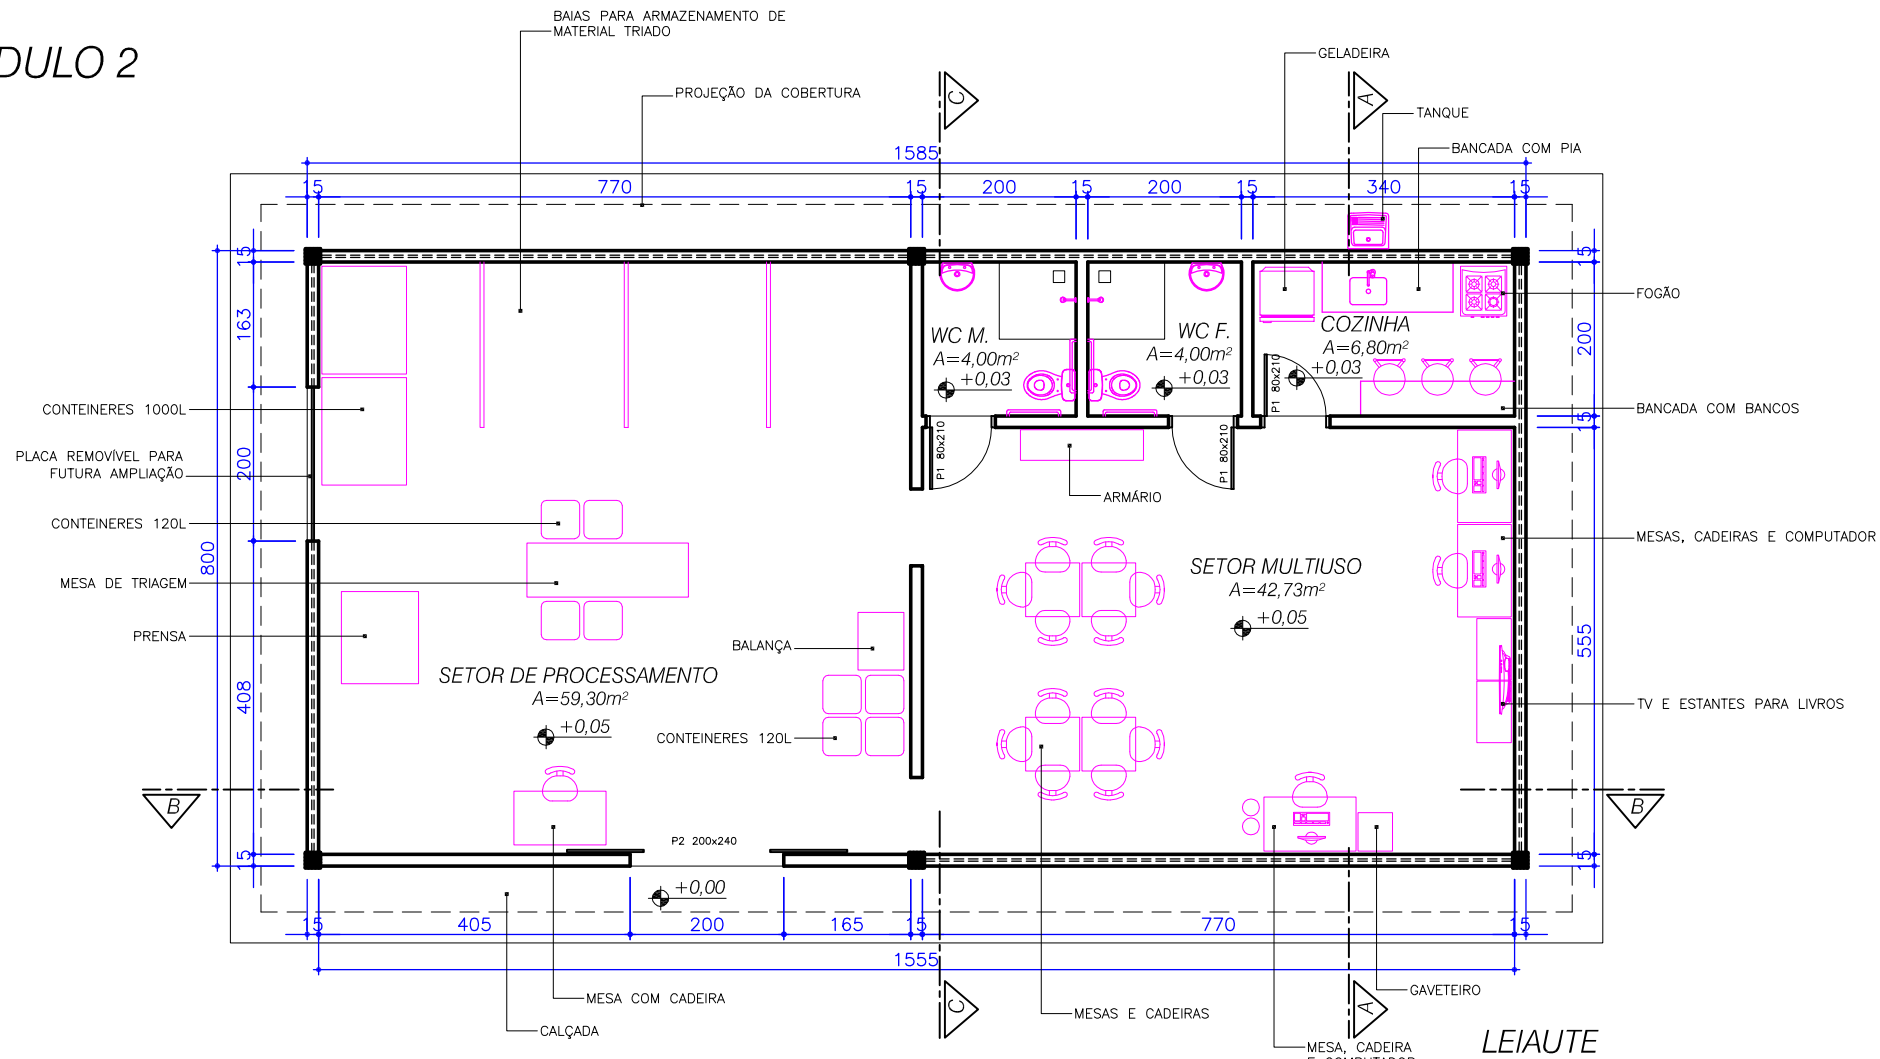 DULO 2
BAIAS PARA ARMAZENAMENTO DE
MATERIAL TRIADO
GELADEIRA
PROJEÇÃO DA COBERTURA
C
A
TANQUE
BANCADA COM PIA
1585
15
770
15
200
15
200
15
340
15
15
163
200
408
15
800
15
200
15
555
15
WC M.
A=4,00m²
+0,03
WC F.
A=4,00m²
+0,03
COZINHA
A=6,80m²
+0,03
P1 80x210
P1 80x210
P1 80x210
FOGÃO
BANCADA COM BANCOS
CONTEINERES 1000L
PLACA REMOVÍVEL PARA
FUTURA AMPLIAÇÃO
CONTEINERES 120L
MESA DE TRIAGEM
PRENSA
ARMÁRIO
MESAS, CADEIRAS E COMPUTADOR
SETOR MULTIUSO
A=42,73m²
+0,05
BALANÇA
SETOR DE PROCESSAMENTO
A=59,30m²
+0,05
CONTEINERES 120L
TV E ESTANTES PARA LIVROS
B
B
P2 200x240
+0,00
15
405
200
165
15
770
15
1555
MESA COM CADEIRA
CALÇADA
C
MESAS E CADEIRAS
A
GAVETEIRO
MESA, CADEIRA
E COMPUTADOR
LEIAUTE